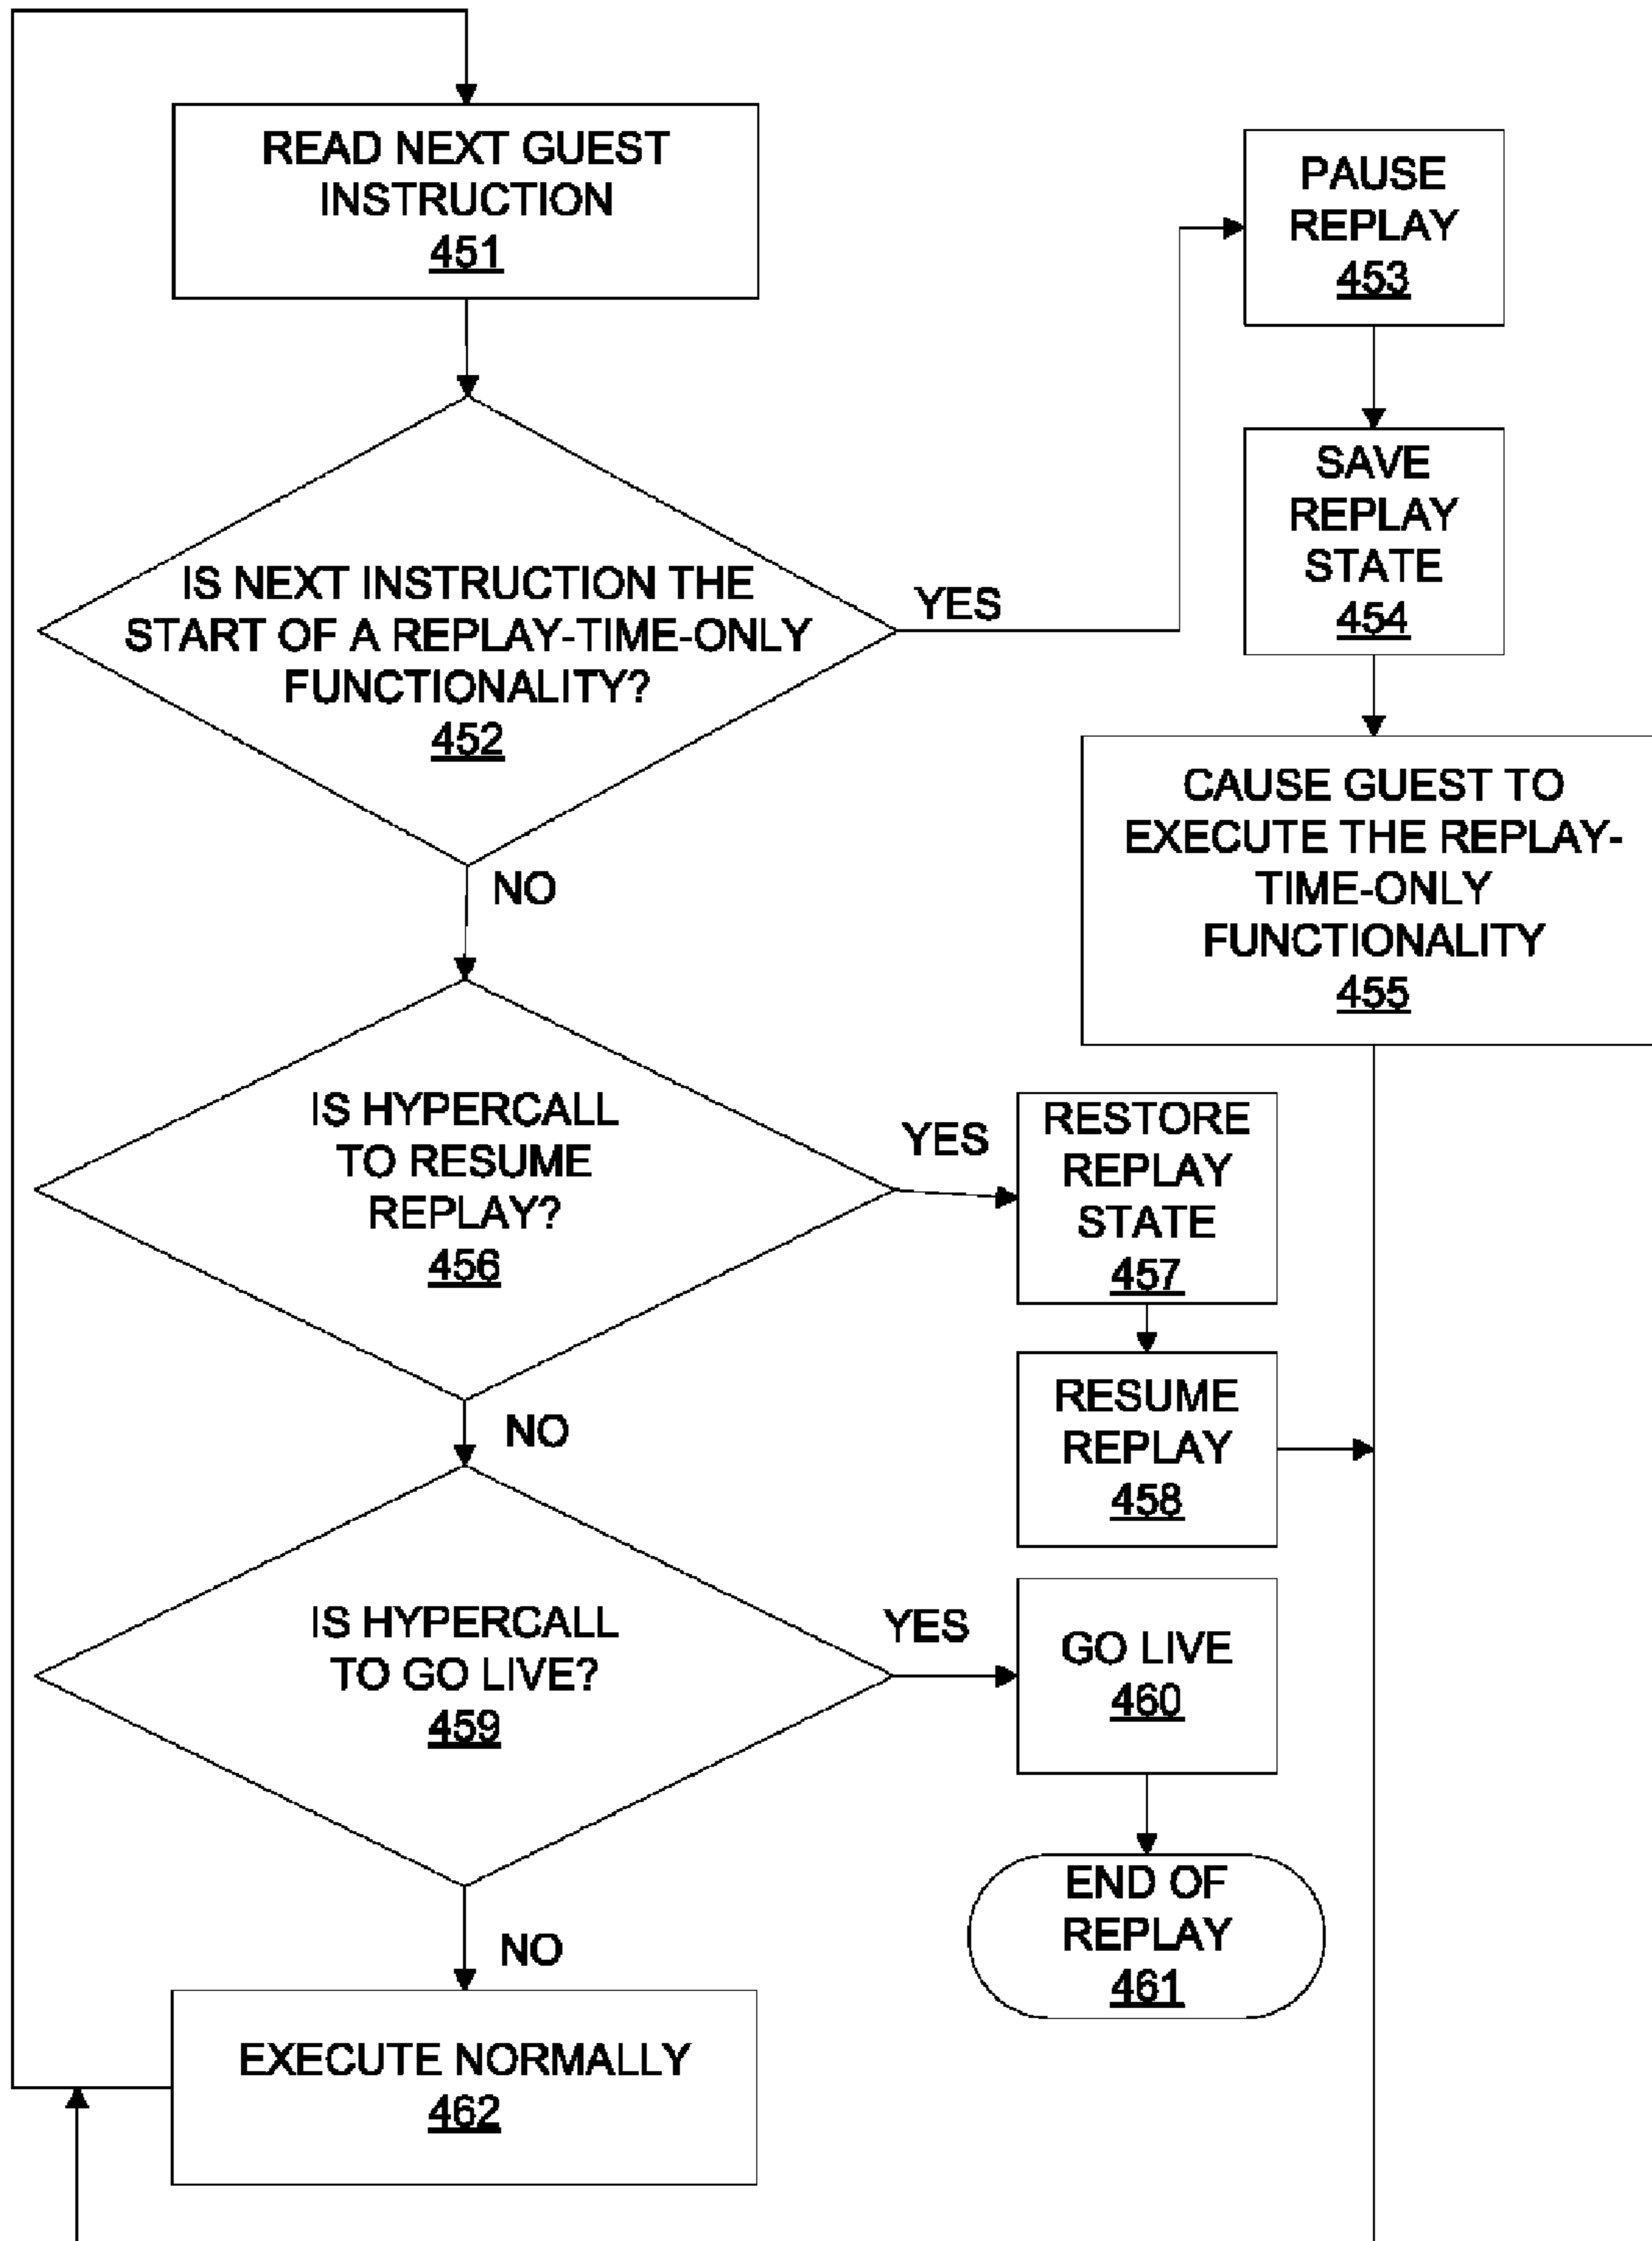 READ NEXT GUEST
INSTRUCTION
451
IS NEXT INSTRUCTION THE
START OF A REPLAY-TIME-ONLY
FUNCTIONALITY?
452
YES
NO
PAUSE
REPLAY
453
SAVE
REPLAY
STATE
454
CAUSE GUEST TO
EXECUTE THE REPLAY-
TIME-ONLY
FUNCTIONALITY
455
IS HYPERCALL
TO RESUME
REPLAY?
456
YES
NO
RESTORE
REPLAY
STATE
457
RESUME
REPLAY
458
IS HYPERCALL
TO GO LIVE?
459
YES
NO
GO LIVE
460
END OF
REPLAY
461
EXECUTE NORMALLY
462